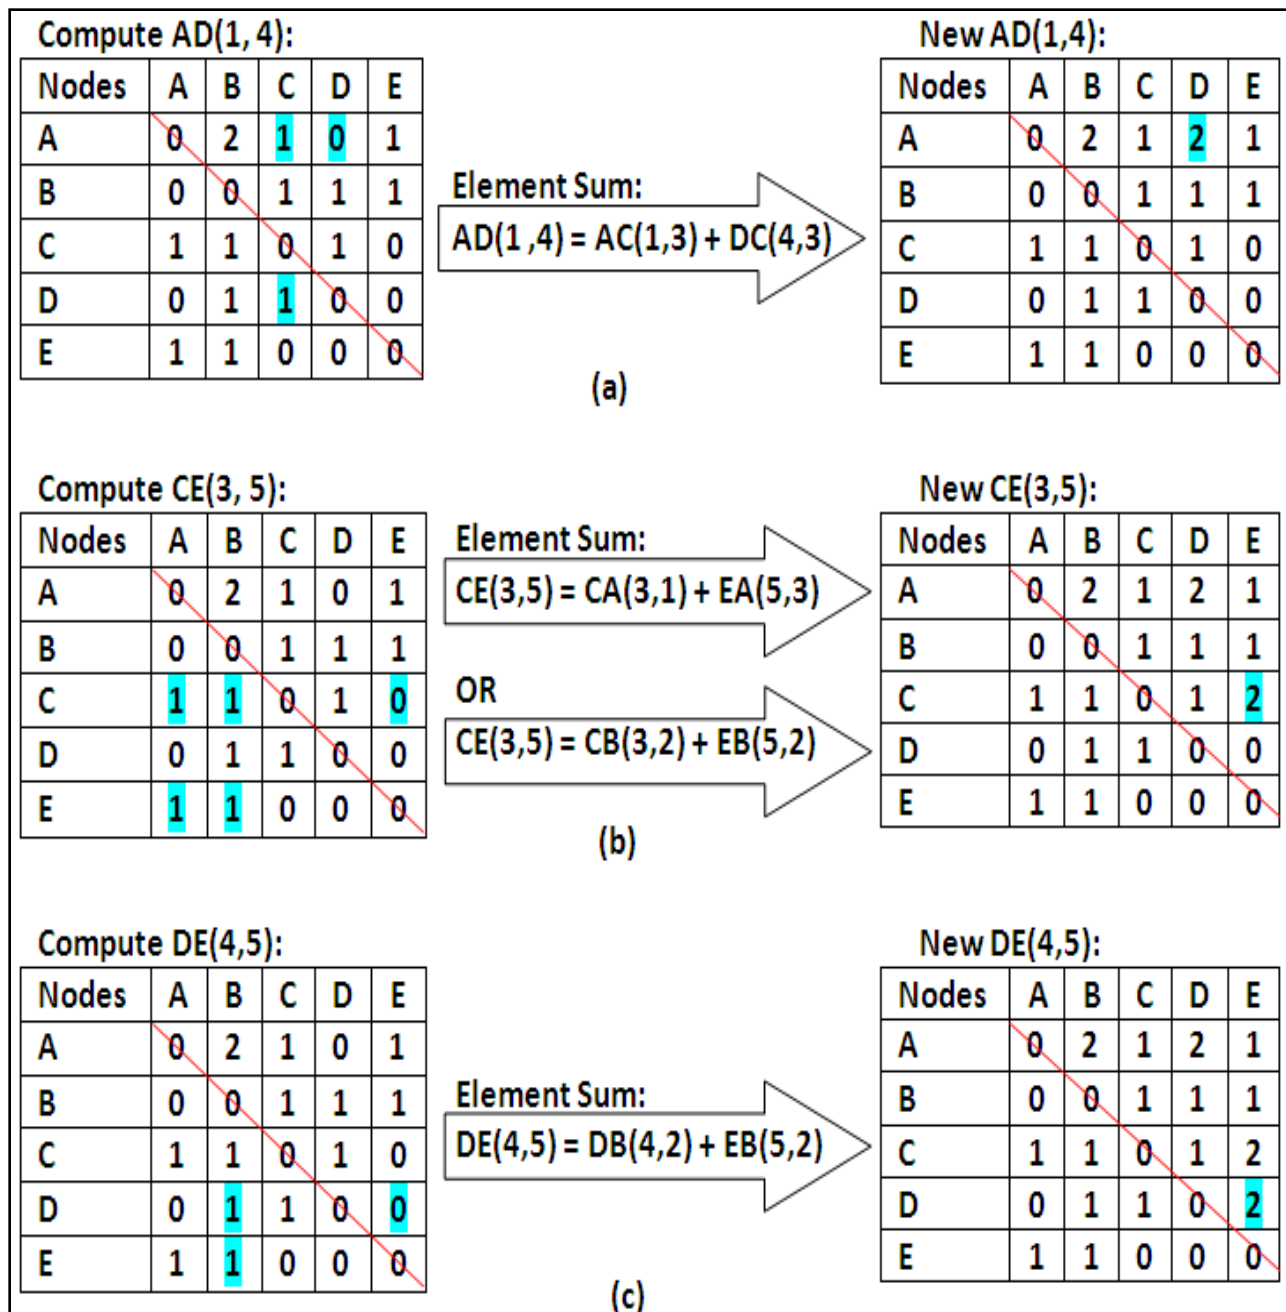 Compute AD(1, 4):
Nodes A B C D E
A 0 2 1 0 1
B 0 0 1 1 1
C 1 1 0 1 0
D 0 1 1 0 0
E 1 1 0 0 0
Element Sum:
AD(1 ,4) = AC(1,3) + DC(4,3)
New AD(1,4):
Nodes A B C D E
A 0 2 1 2 1
B 0 0 1 1 1
C 1 1 0 1 0
D 0 1 1 0 0
E 1 1 0 0 0
(a)
Compute CE(3, 5):
Nodes A B C D E
A 0 2 1 0 1
B 0 0 1 1 1
C 1 1 0 1 0
D 0 1 1 0 0
E 1 1 0 0 0
Element Sum:
CE(3,5) = CA(3,1) + EA(5,3)
OR
CE(3,5) = CB(3,2) + EB(5,2)
New CE(3,5):
Nodes A B C D E
A 0 2 1 2 1
B 0 0 1 1 1
C 1 1 0 1 2
D 0 1 1 0 0
E 1 1 0 0 0
(b)
Compute DE(4,5):
Nodes A B C D E
A 0 2 1 0 1
B 0 0 1 1 1
C 1 1 0 1 0
D 0 1 1 0 0
E 1 1 0 0 0
Element Sum:
DE(4,5) = DB(4,2) + EB(5,2)
New DE(4,5):
Nodes A B C D E
A 0 2 1 2 1
B 0 0 1 1 1
C 1 1 0 1 2
D 0 1 1 0 2
E 1 1 0 0 0
(c)